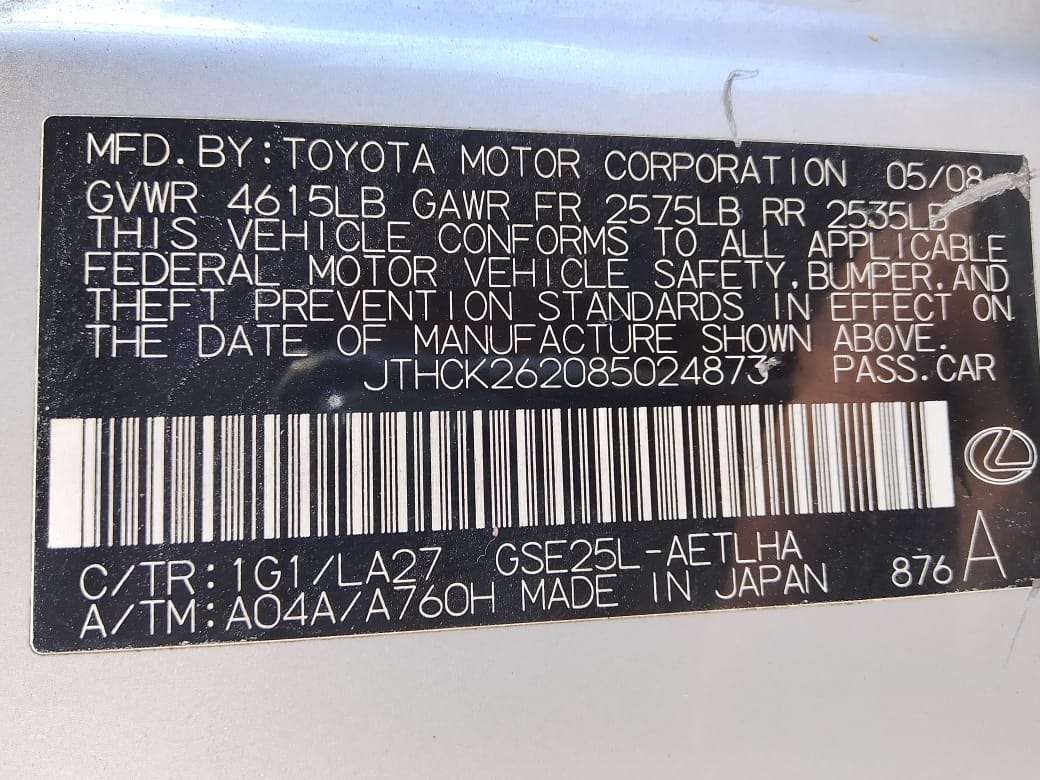 MFD.BY:TOYOTA MOTOR CORPORATION 05/08
GVWR 4615LB GAWR FR 2575LB RR 2535LB
THIS VEHICLE CONFORMS TO ALL APPLICABLE
FEDERAL MOTOR VEHICLE SAFETY,BUMPER,AND
THEFT PREVENTION STANDARDS IN EFFECT ON
THE DATE OF MANUFACTURE SHOWN ABOVE.
JTHCK262085024873 PASS.CAR
C/TR:1G1/LA27 GSE25L-AETLHA
A/TM:A04A/A760H MADE IN JAPAN 876 A